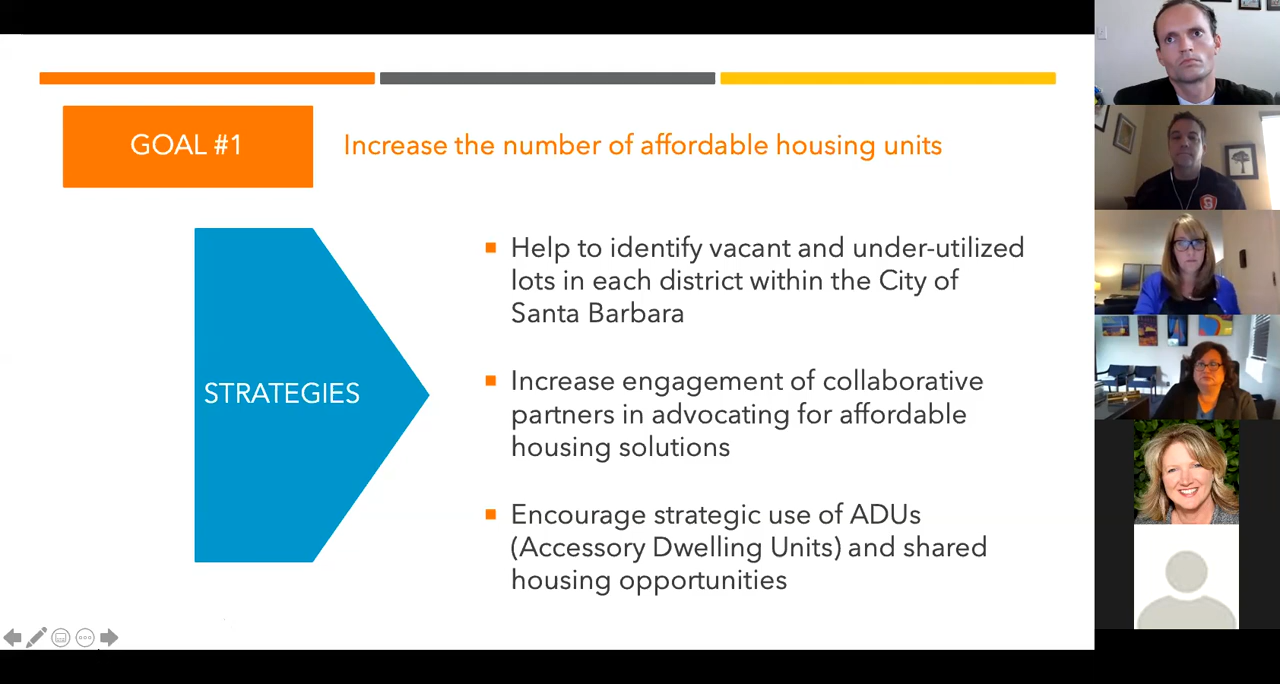 GOAL #1
Increase the number of affordable housing units
STRATEGIES
Help to identify vacant and under-utilized
lots in each district within the City of
Santa Barbara
Increase engagement of collaborative
partners in advocating for affordable
housing solutions
Encourage strategic use of ADUs
(Accessory Dwelling Units) and shared
housing opportunities